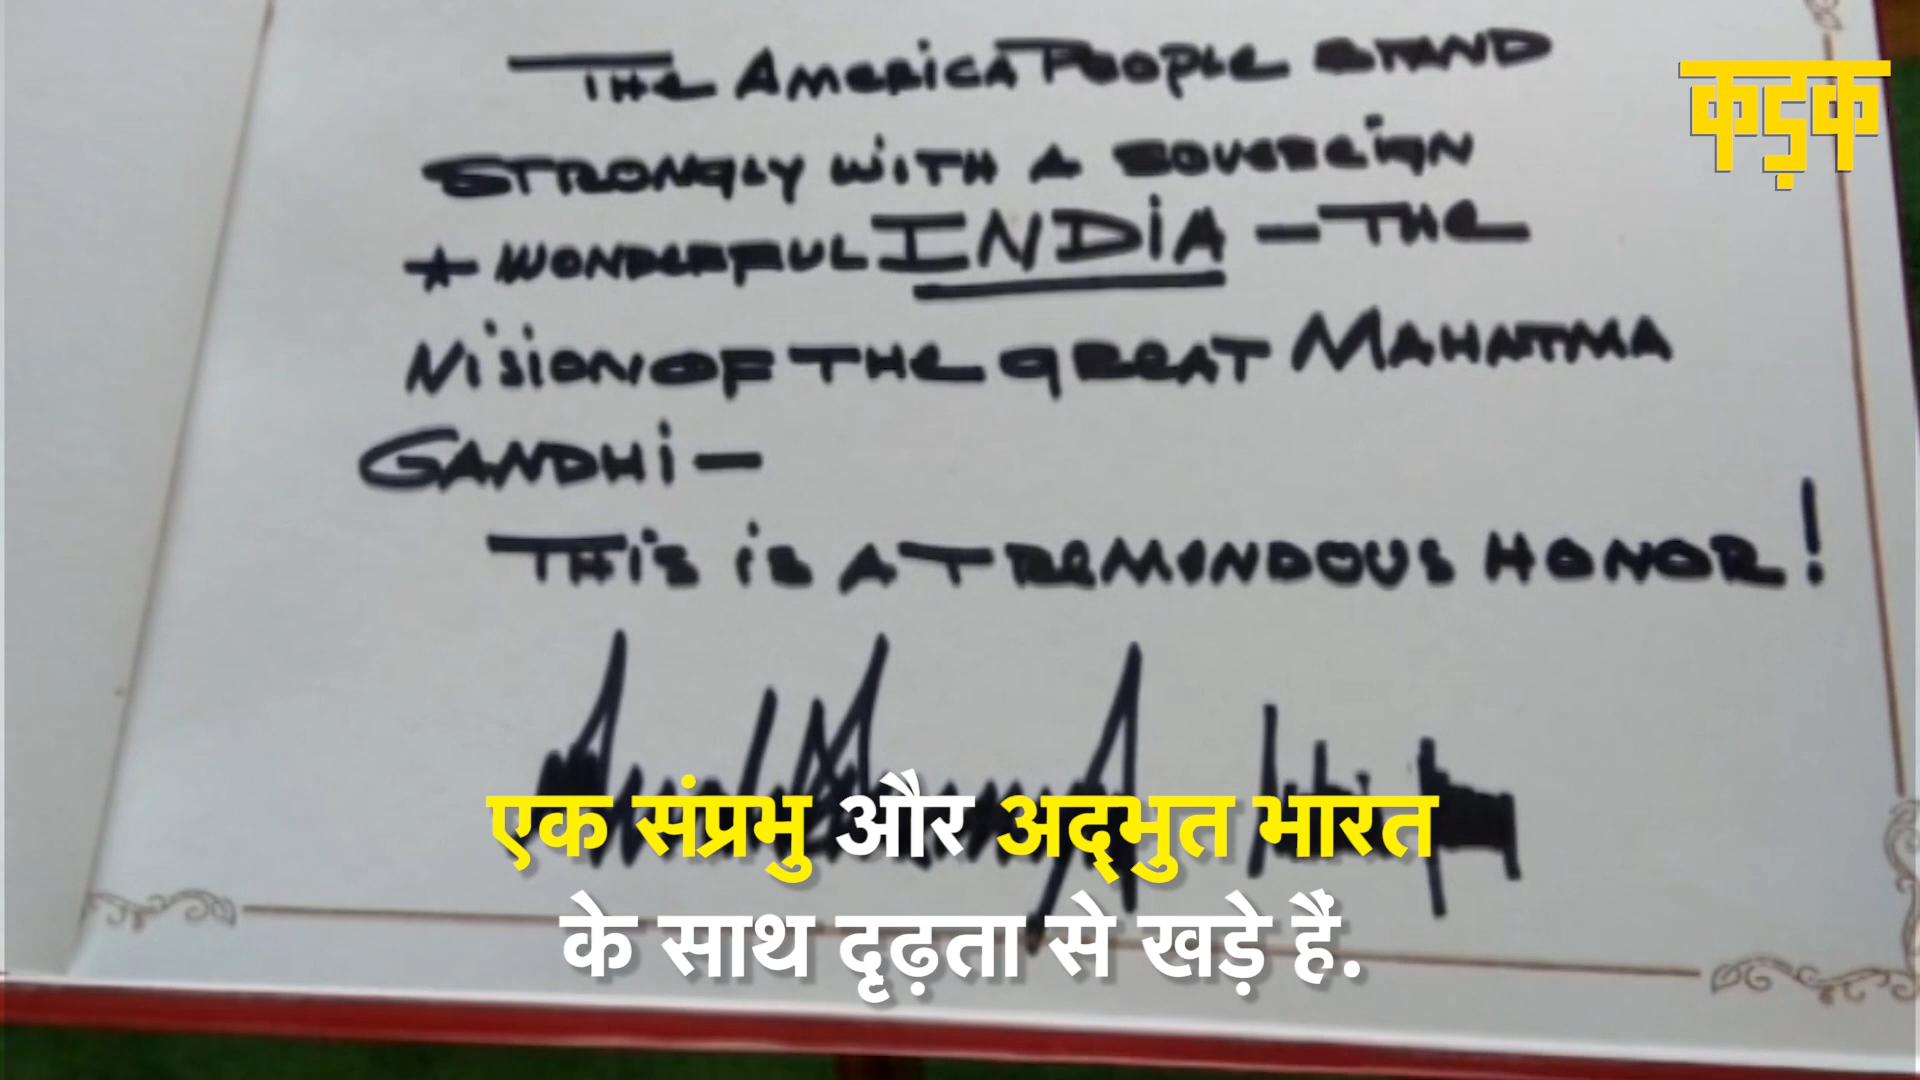 The America People STAND
STRONGLY WITH A SOVEREIGN
+ WONDERFUL INDIA — THE
VISION OF THE GREAT MAHATMA
GANDHI —
THIS IS A TREMENDOUS HONOR!
कड़क
एक संप्रभु और अद्भुत भारत
के साथ दृढ़ता से खड़े हैं.